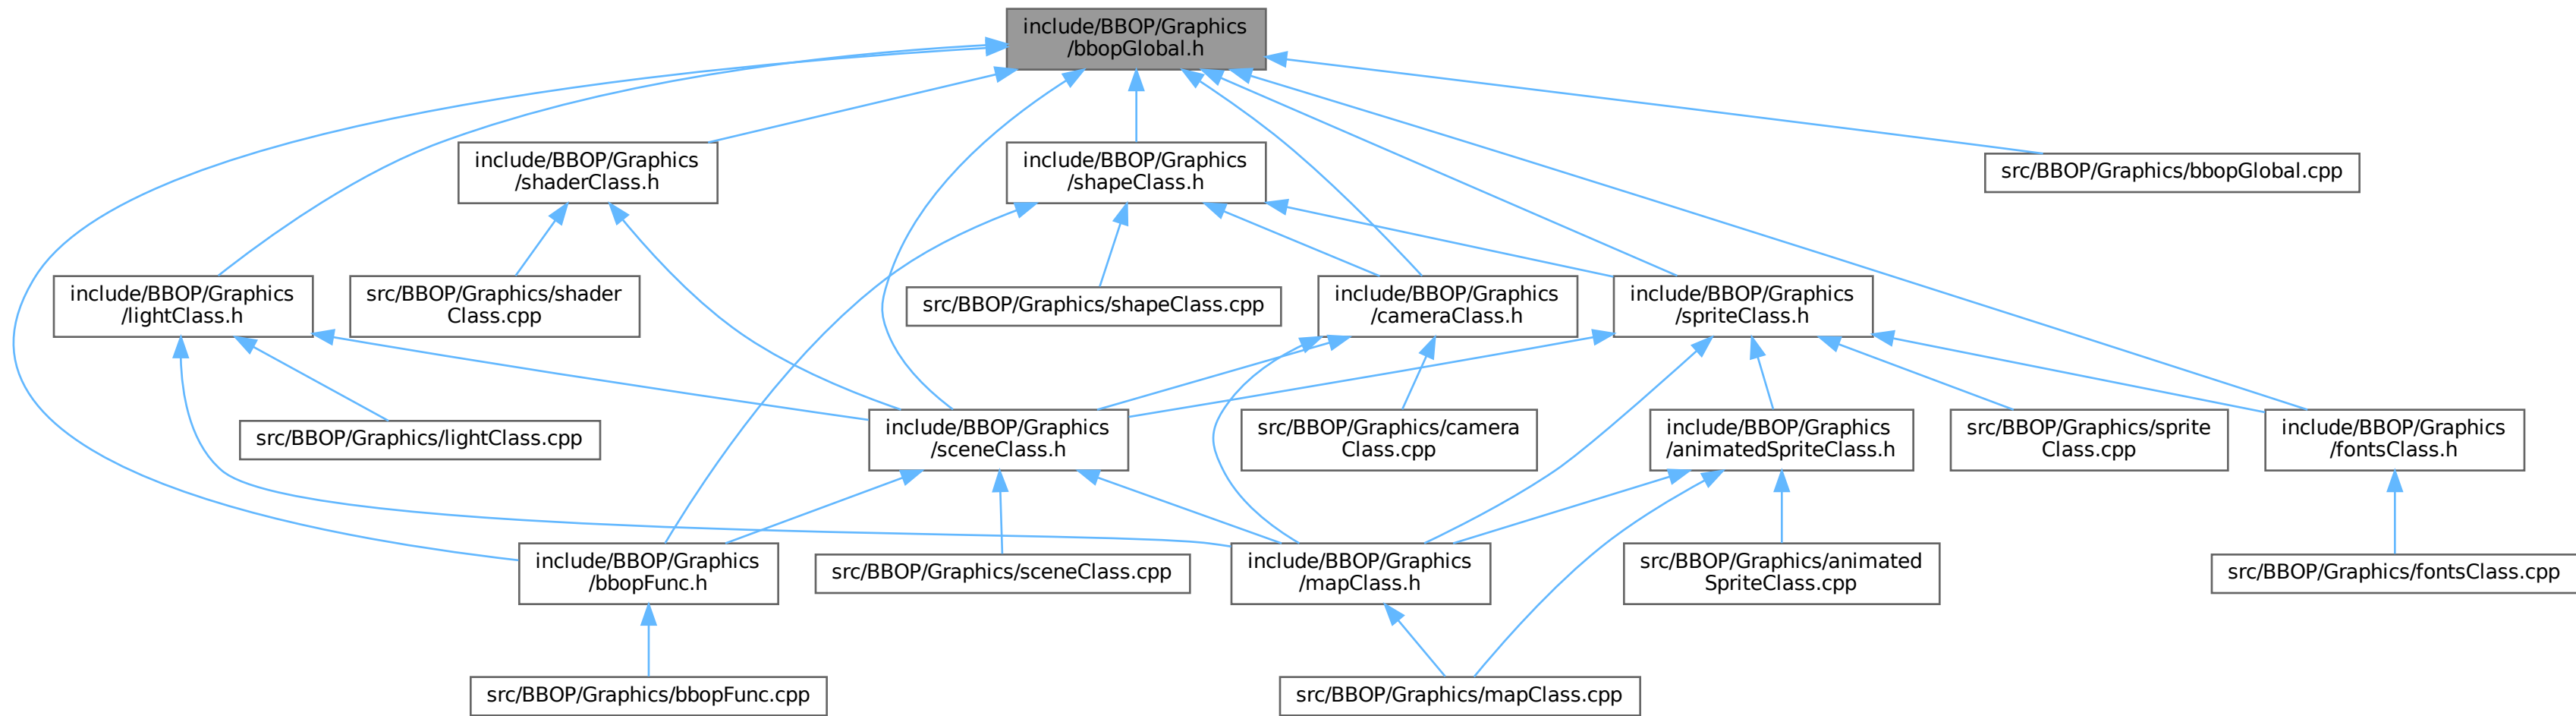 include/BBOP/Graphics
/bbopGlobal.h
include/BBOP/Graphics
/shaderClass.h
include/BBOP/Graphics
/shapeClass.h
src/BBOP/Graphics/bbopGlobal.cpp
include/BBOP/Graphics
/lightClass.h
src/BBOP/Graphics/shader
Class.cpp
src/BBOP/Graphics/shapeClass.cpp
include/BBOP/Graphics
/cameraClass.h
include/BBOP/Graphics
/spriteClass.h
src/BBOP/Graphics/lightClass.cpp
include/BBOP/Graphics
/sceneClass.h
src/BBOP/Graphics/camera
Class.cpp
include/BBOP/Graphics
/animatedSpriteClass.h
src/BBOP/Graphics/sprite
Class.cpp
include/BBOP/Graphics
/fontsClass.h
include/BBOP/Graphics
/bbopFunc.h
src/BBOP/Graphics/sceneClass.cpp
include/BBOP/Graphics
/mapClass.h
src/BBOP/Graphics/animated
SpriteClass.cpp
src/BBOP/Graphics/fontsClass.cpp
src/BBOP/Graphics/bbopFunc.cpp
src/BBOP/Graphics/mapClass.cpp